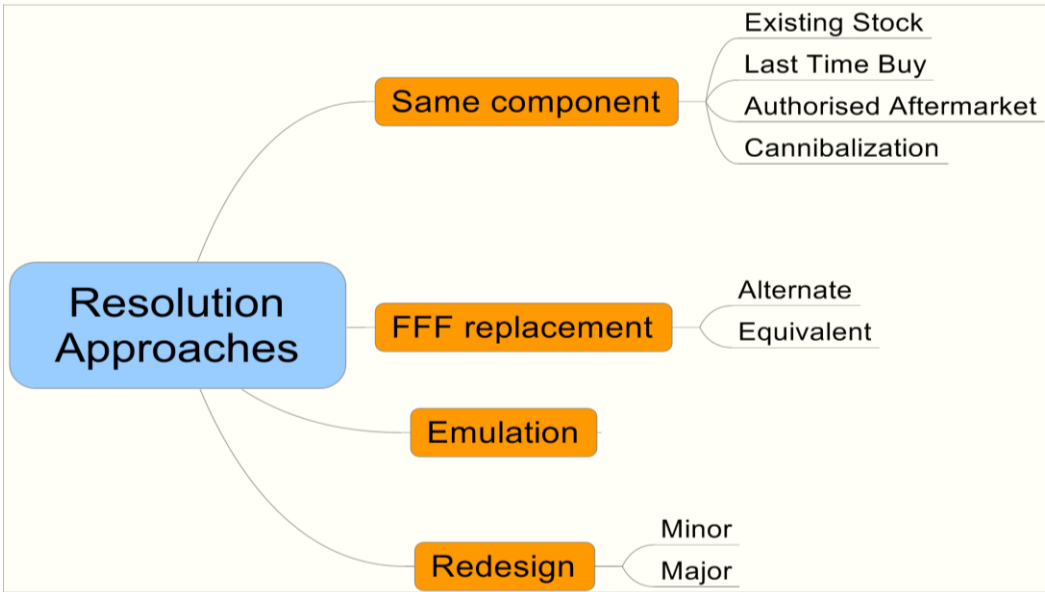 Existing Stock
Last Time Buy
Same component
Authorised Aftermarket
Cannibalization
Resolution
Approaches
FFF replacement
Alternate
Equivalent
Emulation
Redesign
Minor
Major